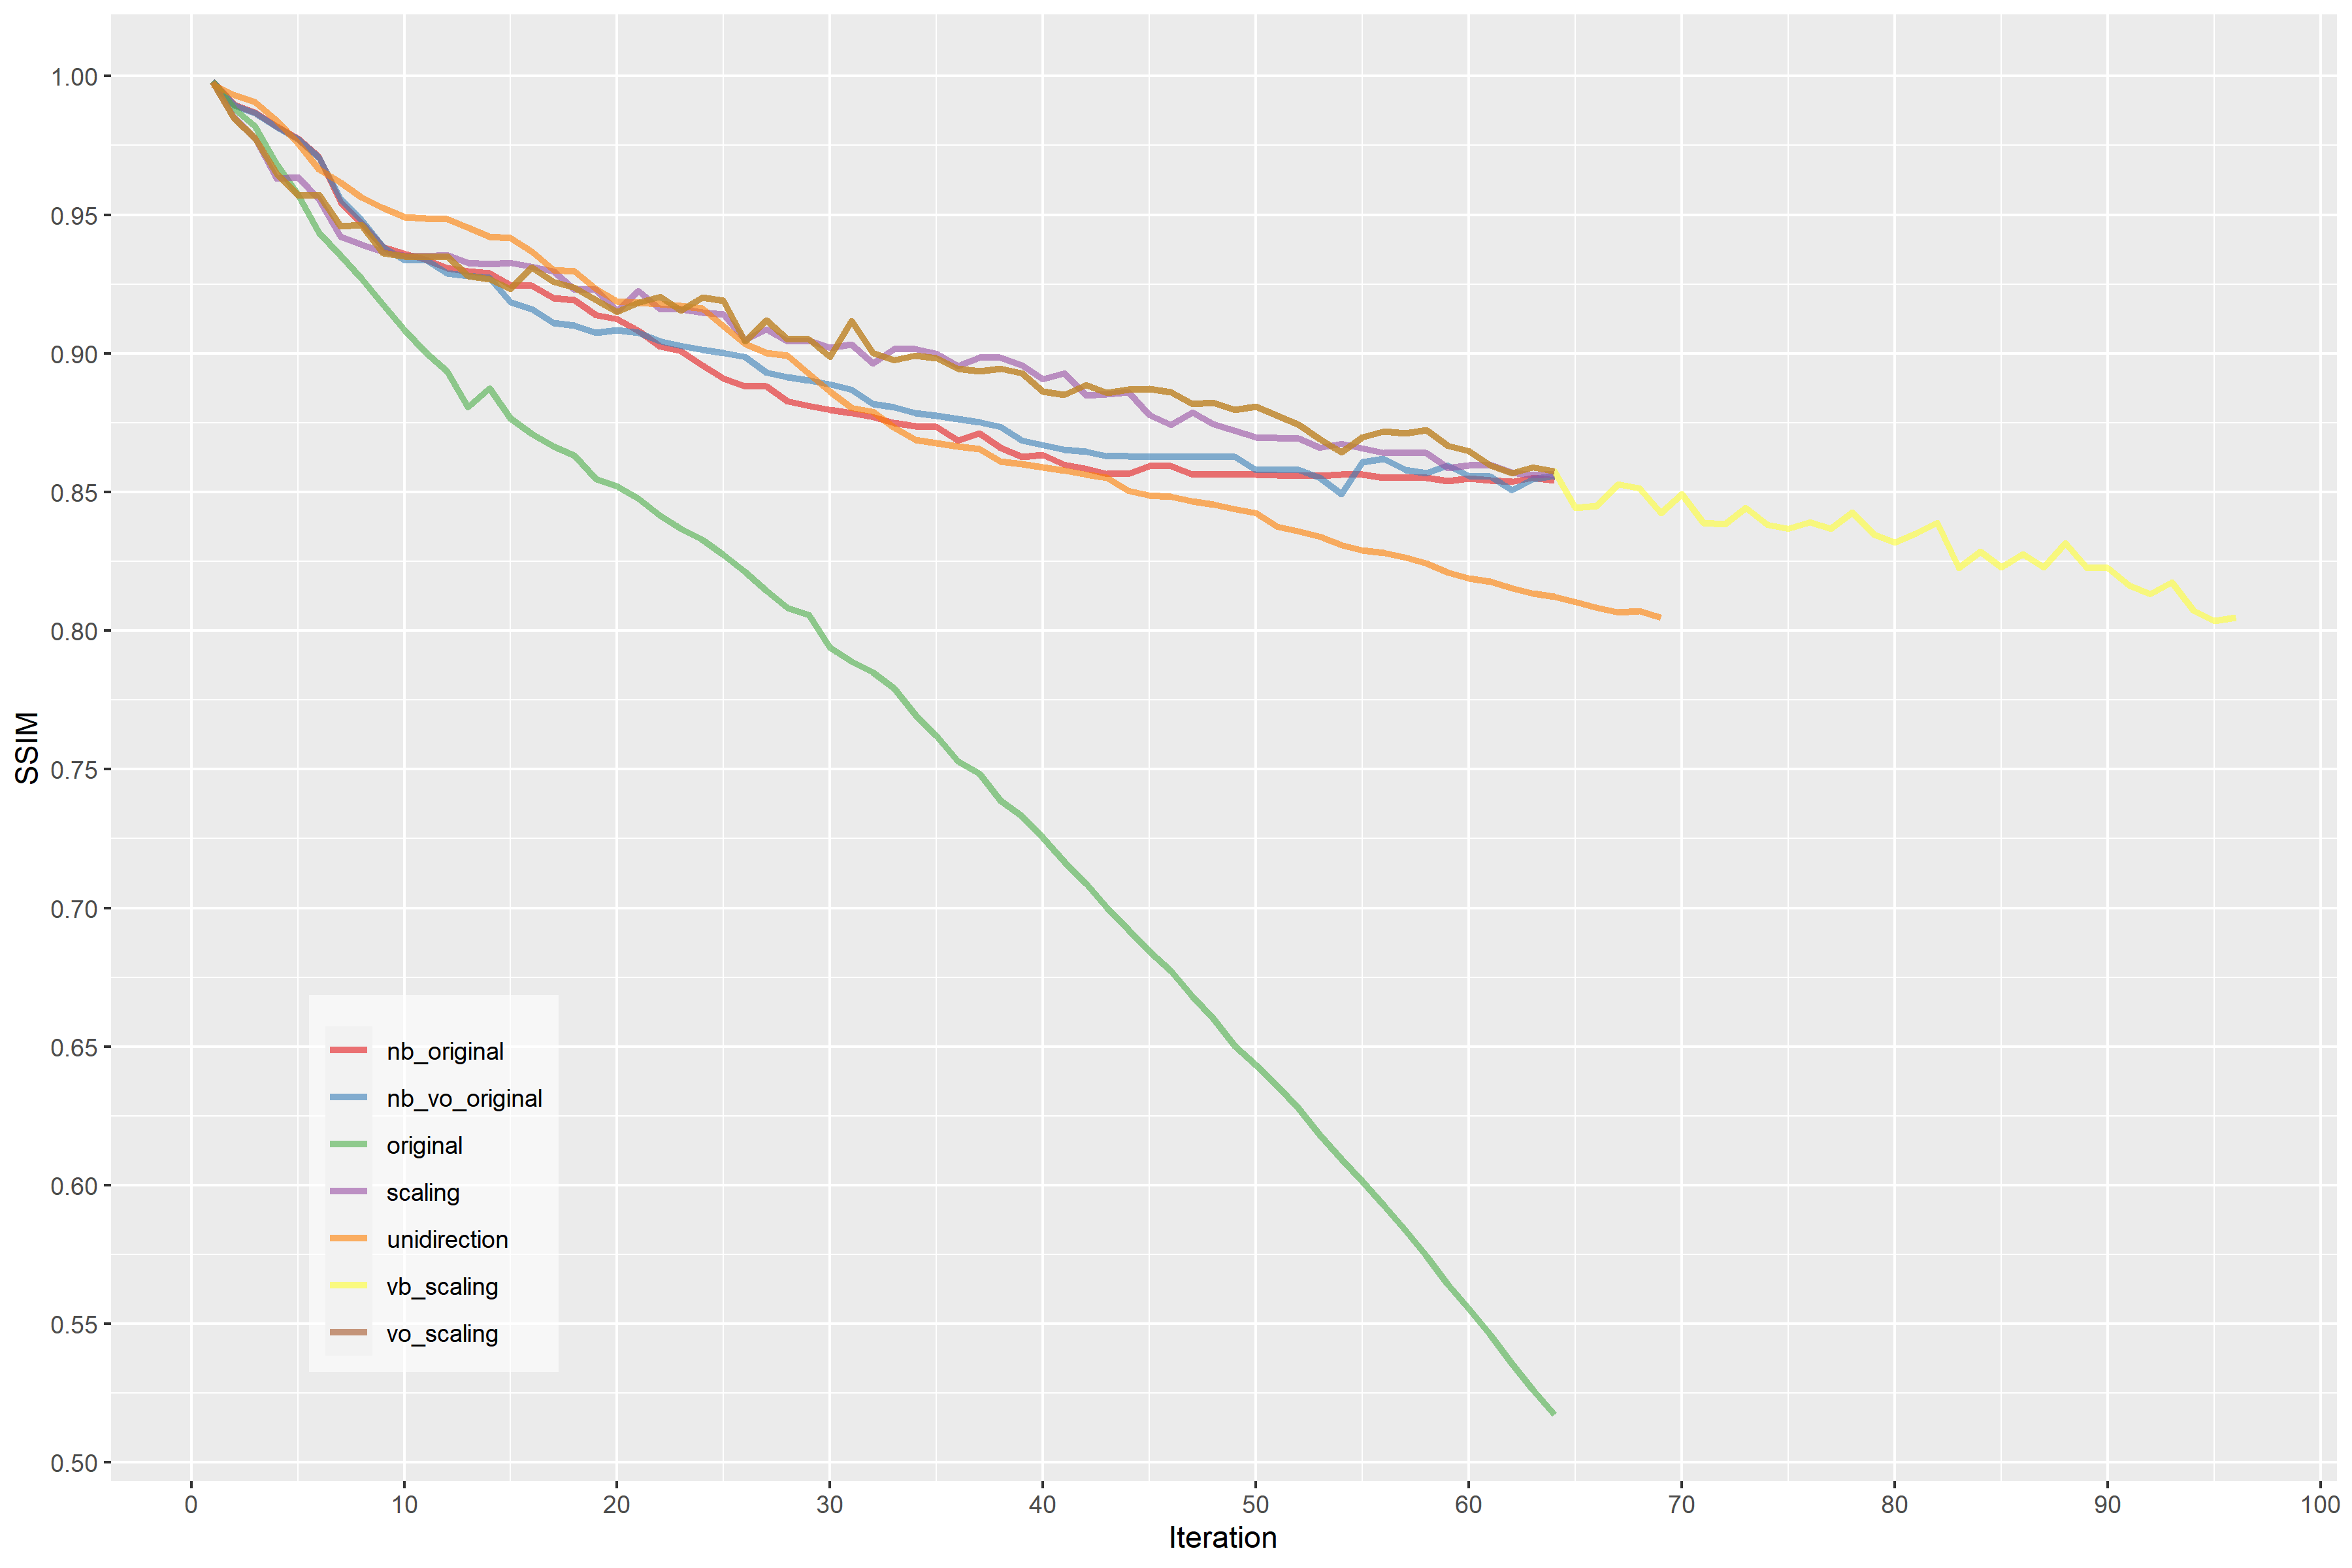 1.00
0.95
0.90
0.85
0.80
0.75
0.70
0.65
0.60
0.55
0.50
SSIM
nb_original
nb_vo_original
original
scaling
unidirection
vb_scaling
vo_scaling
0 10 20 30 40 50 60 70 80 90 100
Iteration